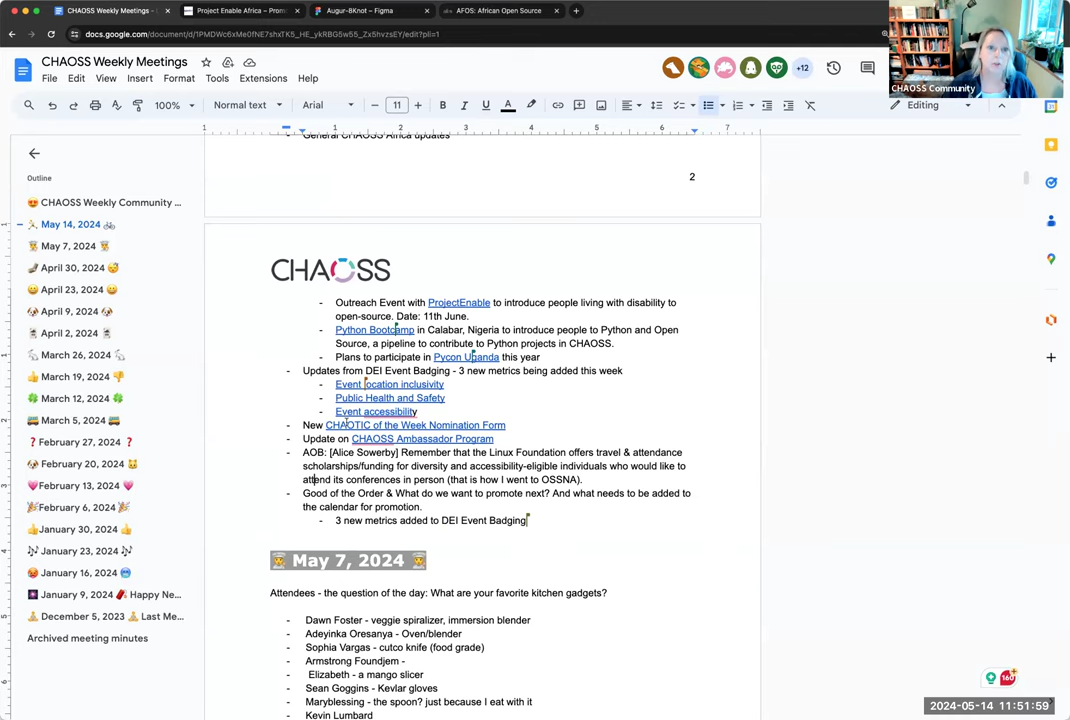 CHAOSS Weekly Meetings -
Project Enable Africa – Prom
Augur-8Knot – Figma
AFOS: African Open Source
docs.google.com/document/d/1PMDWc6xMe0fNE7shxTK5_HE_ykRBG5w55_Zx5hvzsEY/edit?pli=1
CHAOSS Weekly Meetings
File Edit View Insert Format Tools Extensions Help
+12
CHAOSS Community
100% Normal text Arial 11 Editing
1 1 2 3 4 5 6 7
General CHAOSS Africa updates
2
Outline
CHAOSS Weekly Community ...
May 14, 2024
May 7, 2024
April 30, 2024
April 23, 2024
April 9, 2024
April 2, 2024
March 26, 2024
March 19, 2024
March 12, 2024
March 5, 2024
February 27, 2024
February 20, 2024
February 13, 2024
February 6, 2024
January 30, 2024
January 23, 2024
January 16, 2024
January 9, 2024 Happy Ne...
December 5, 2023 Last Me...
Archived meeting minutes
CHAOSS
- Outreach Event with ProjectEnable to introduce people living with disability to
open-source. Date: 11th June.
- Python Bootcamp in Calabar, Nigeria to introduce people to Python and Open
Source, a pipeline to contribute to Python projects in CHAOSS.
- Plans to participate in Pycon Uganda this year
- Updates from DEI Event Badging - 3 new metrics being added this week
- Event location inclusivity
- Public Health and Safety
- Event accessibility
- New CHAOTIC of the Week Nomination Form
- Update on CHAOSS Ambassador Program
- AOB: [Alice Sowerby] Remember that the Linux Foundation offers travel & attendance
scholarships/funding for diversity and accessibility-eligible individuals who would like to
attend its conferences in person (that is how I went to OSSNA).
- Good of the Order & What do we want to promote next? And what needs to be added to
the calendar for promotion.
- 3 new metrics added to DEI Event Badging
May 7, 2024
Attendees - the question of the day: What are your favorite kitchen gadgets?
- Dawn Foster - veggie spiralizer, immersion blender
- Adeyinka Oresanya - Oven/blender
- Sophia Vargas - cutco knife (food grade)
- Armstrong Foundjem -
- Elizabeth - a mango slicer
- Sean Goggins - Kevlar gloves
- Maryblessing - the spoon? just because I eat with it
- Kevin Lumbard
160
2024-05-14 11:51:59